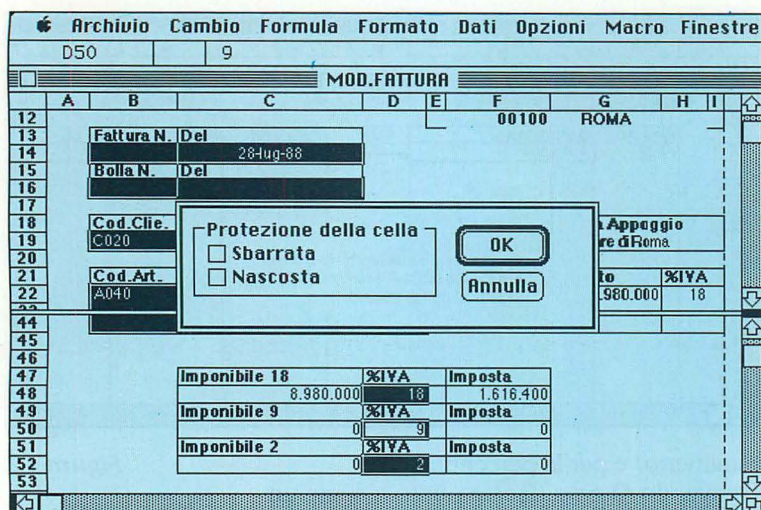 Archivio Cambio Formula Formato Dati Opzioni Macro Finestre
D50 9
MOD.FATTURA
A B C D E F G H I
12 00100 ROMA
13 Fattura N. Del
14 28-lug-88
15 Bolla N. Del
16
17
18 Cod.Clie. Appoggio
19 C020 re di Roma
20
21 Cod.Art. to %IVA
22 A040 .980.000 18
44
45
46
47 Imponibile 18 %IVA Imposta
48 8.980.000 18 1.616.400
49 Imponibile 9 %IVA Imposta
50 0 9 0
51 Imponibile 2 %IVA Imposta
52 0 2 0
53
Protezione della cella
Sbarrata
Nascosta
OK
Annulla